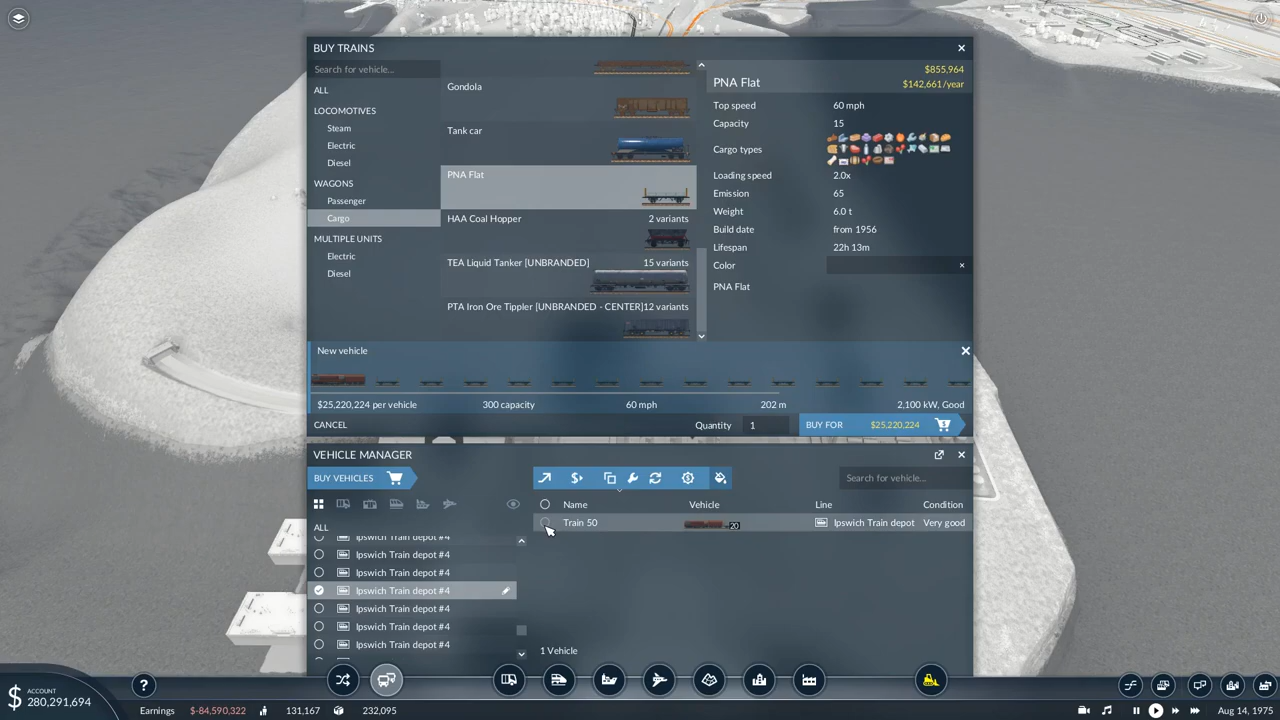 BUY TRAINS
Search for vehicle...
ALL
LOCOMOTIVES
Steam
Electric
Diesel
WAGONS
Passenger
Cargo
MULTIPLE UNITS
Electric
Diesel
Gondola
Tank car
PNA Flat
HAA Coal Hopper 2 variants
TEA Liquid Tanker [UNBRANDED] 15 variants
PTA Iron Ore Tippler [UNBRANDED - CENTER]12 variants
$855,964
PNA Flat $142,661/year
Top speed 60 mph
Capacity 15
Cargo types
Loading speed 2.0x
Emission 65
Weight 6.0 t
Build date from 1956
Lifespan 22h 13m
Color
PNA Flat
New vehicle
$25,220,224 per vehicle 300 capacity 60 mph 202 m 2,100 kW, Good
CANCEL Quantity 1 BUY FOR $25,220,224
VEHICLE MANAGER
BUY VEHICLES Search for vehicle...
Name Vehicle Line Condition
Train 50 20 Ipswich Train depot Very good
ALL
Ipswich Train depot #4
Ipswich Train depot #4
Ipswich Train depot #4
Ipswich Train depot #4
Ipswich Train depot #4
Ipswich Train depot #4
Ipswich Train depot #4
1 Vehicle
?
$ ACCOUNT
280,291,694
Earnings $-84,590,322 131,167 232,095 Aug 14, 1975